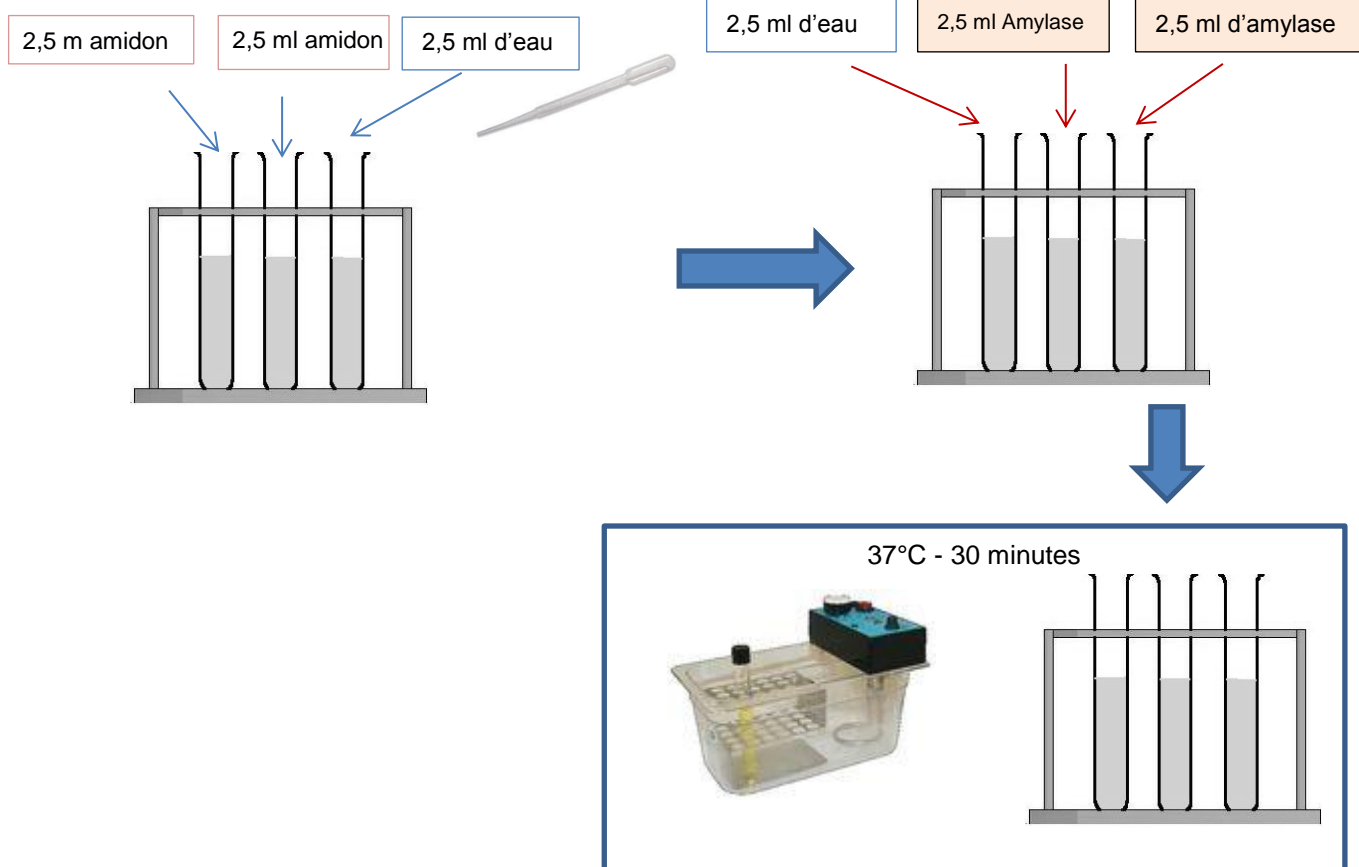 2,5 m amidon
2,5 ml amidon
2,5 ml d’eau
2,5 ml d’eau
2,5 ml Amylase
2,5 ml d’amylase
37°C - 30 minutes